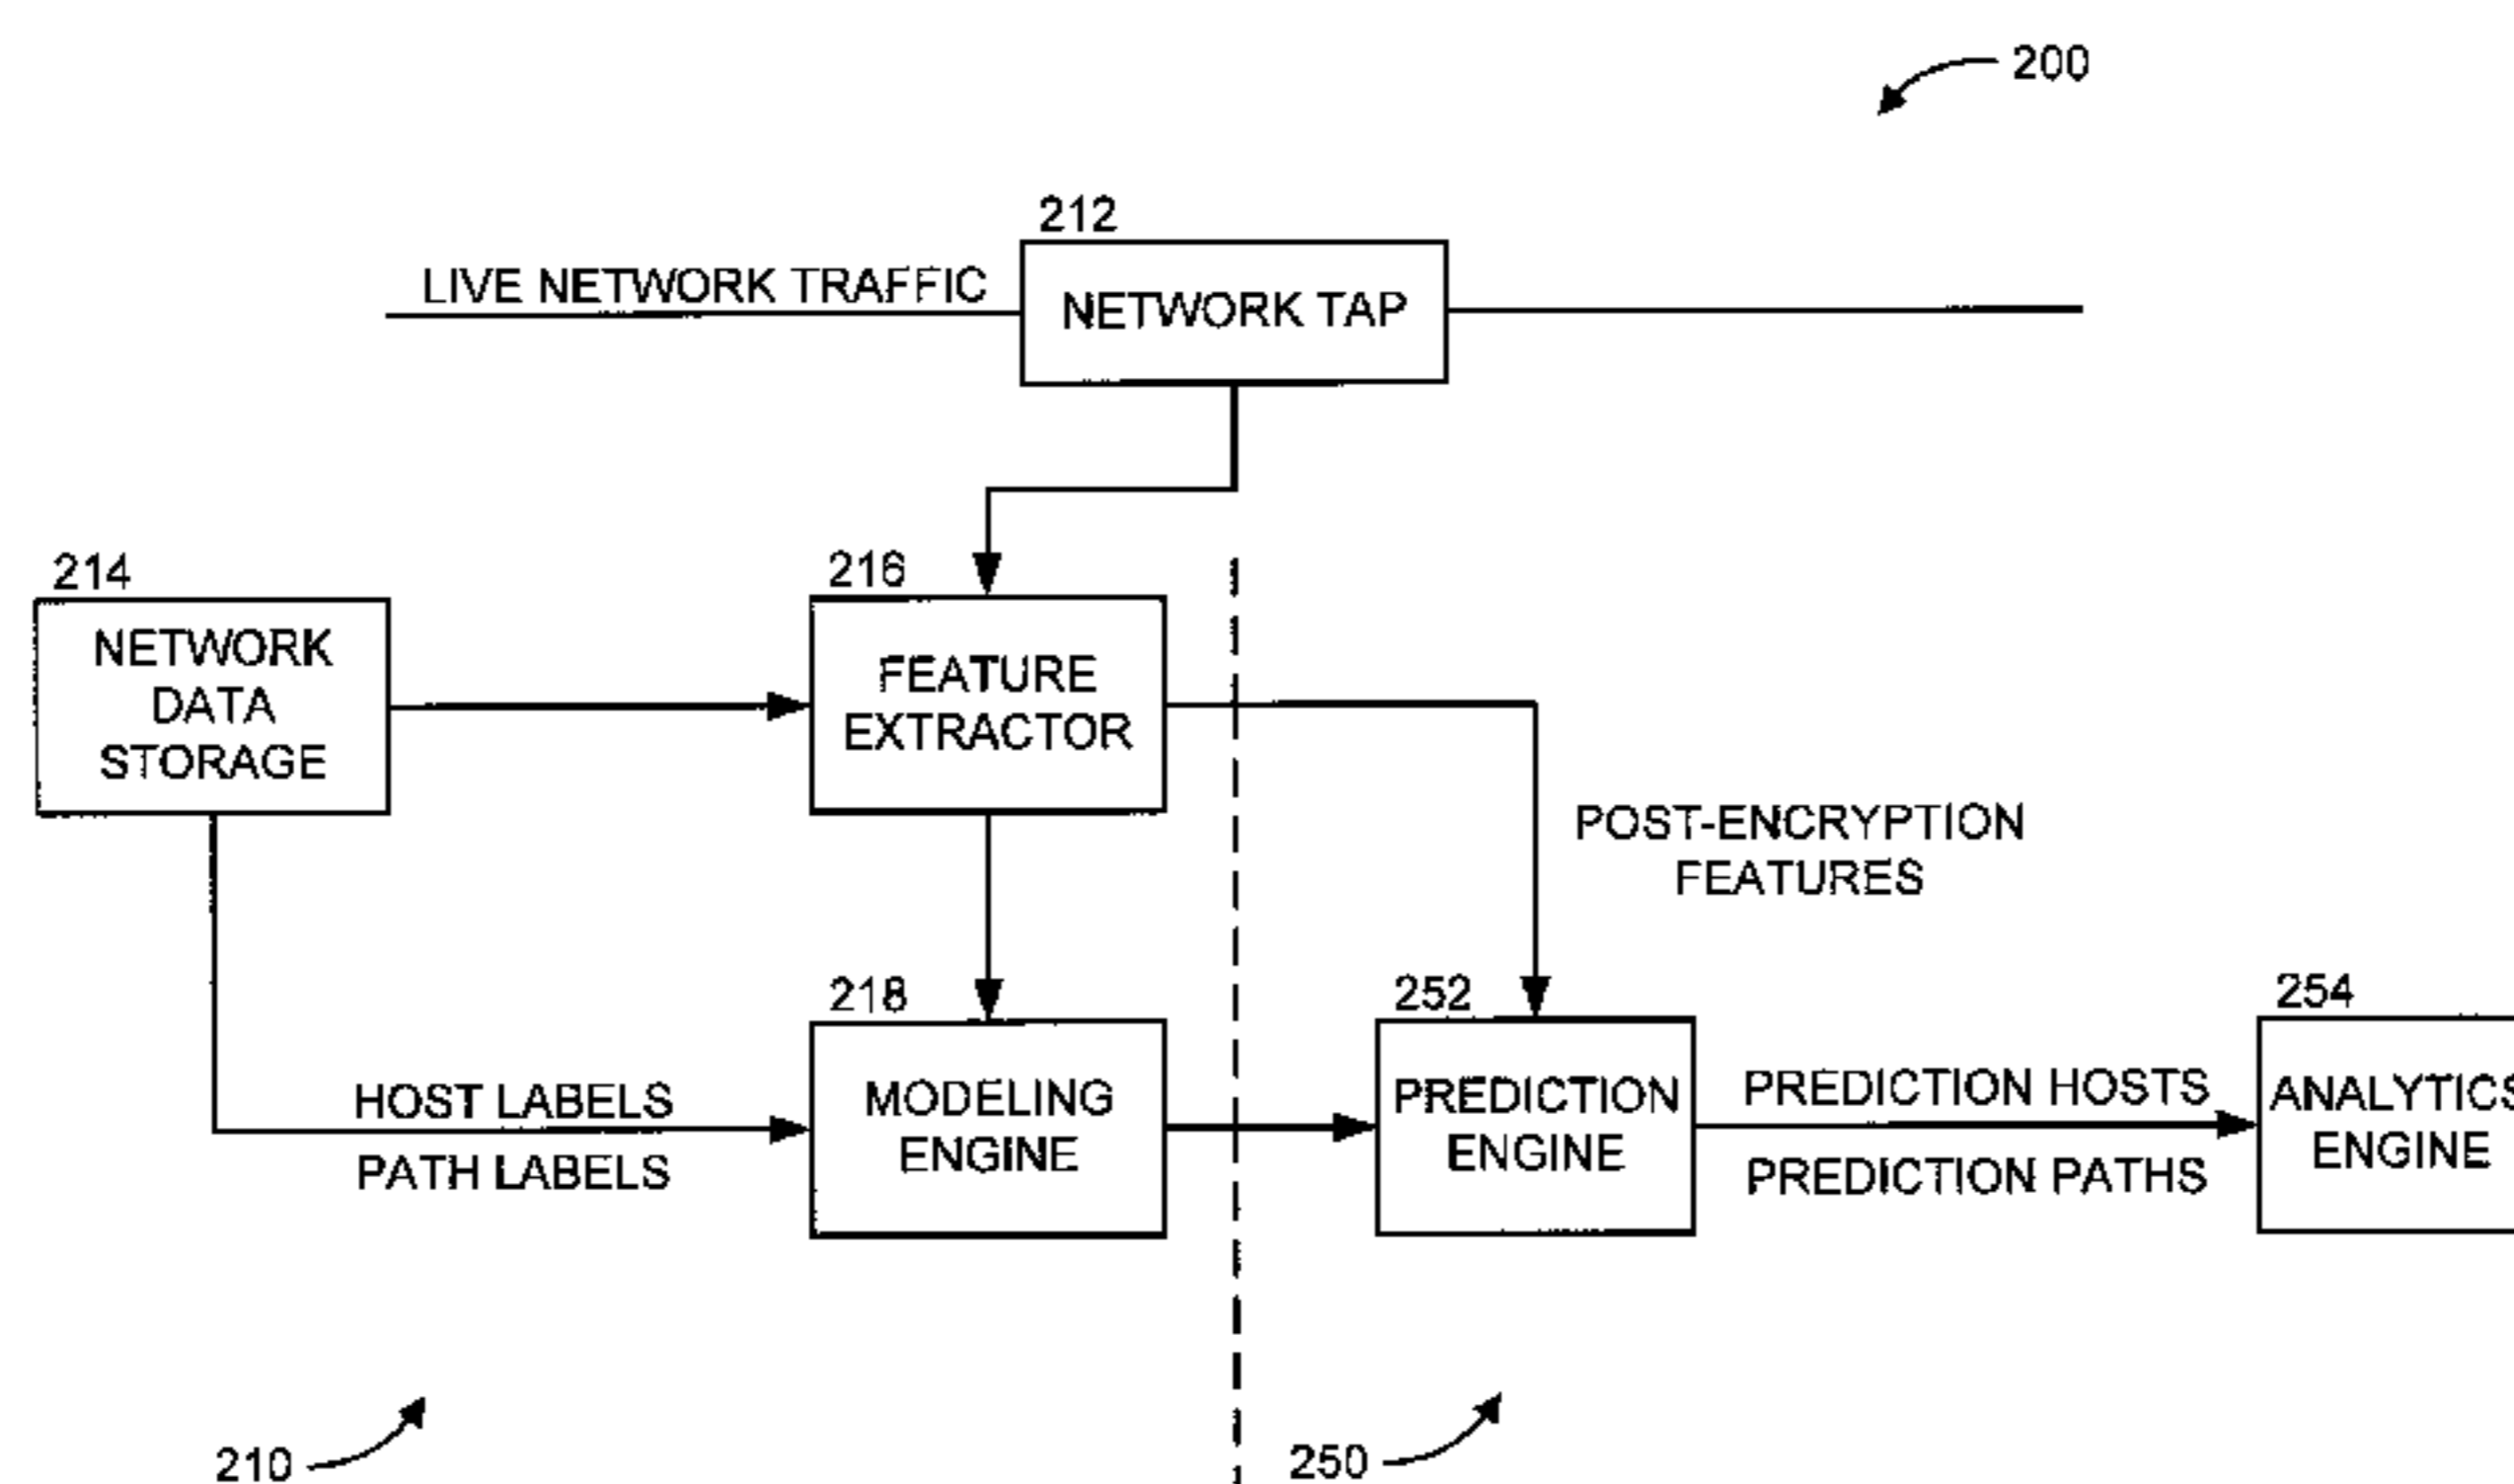 200
212
LIVE NETWORK TRAFFIC
NETWORK TAP
214
NETWORK
DATA
STORAGE
216
FEATURE
EXTRACTOR
POST-ENCRYPTION
FEATURES
218
MODELING
ENGINE
HOST LABELS
PATH LABELS
252
PREDICTION
ENGINE
PREDICTION HOSTS
PREDICTION PATHS
254
ANALYTICS
ENGINE
210
250